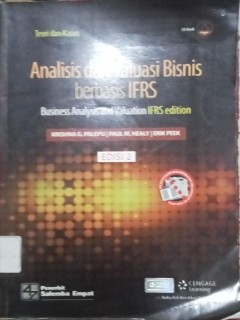 Teori dan Kasus
Analisis dan Valuasi Bisnis
berbasis IFRS
Business Analysis and Valuation IFRS edition
KRISHNA G. PALEPU | PAUL M. HEALY | ERIK PEEK
EDISI 2
Penerbit
Salemba Empat
CENGAGE
Learning